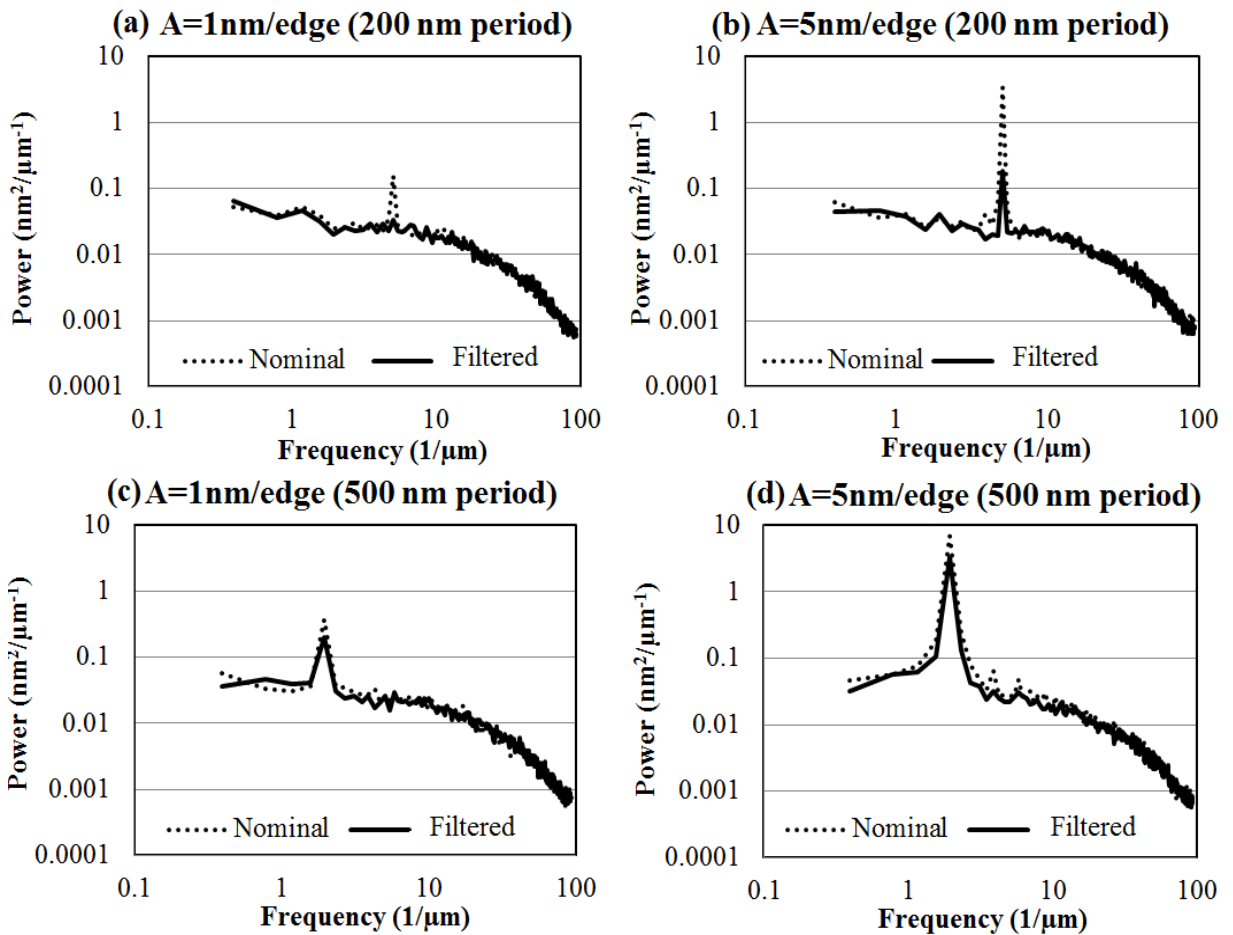 (a) A=1nm/edge (200 nm period)
10
1
0.1
0.01
0.001
0.0001
Power (nm²/µm⁻¹)
Nominal Filtered
0.1 1 10 100
Frequency (1/µm)
(b) A=5nm/edge (200 nm period)
10
1
0.1
0.01
0.001
0.0001
Power (nm²/µm⁻¹)
Nominal Filtered
0.1 1 10 100
Frequency (1/µm)
(c) A=1nm/edge (500 nm period)
10
1
0.1
0.01
0.001
0.0001
Power (nm²/µm⁻¹)
Nominal Filtered
0.1 1 10 100
Frequency (1/µm)
(d) A=5nm/edge (500 nm period)
10
1
0.1
0.01
0.001
0.0001
Power (nm²/µm⁻¹)
Nominal Filtered
0.1 1 10 100
Frequency (1/µm)